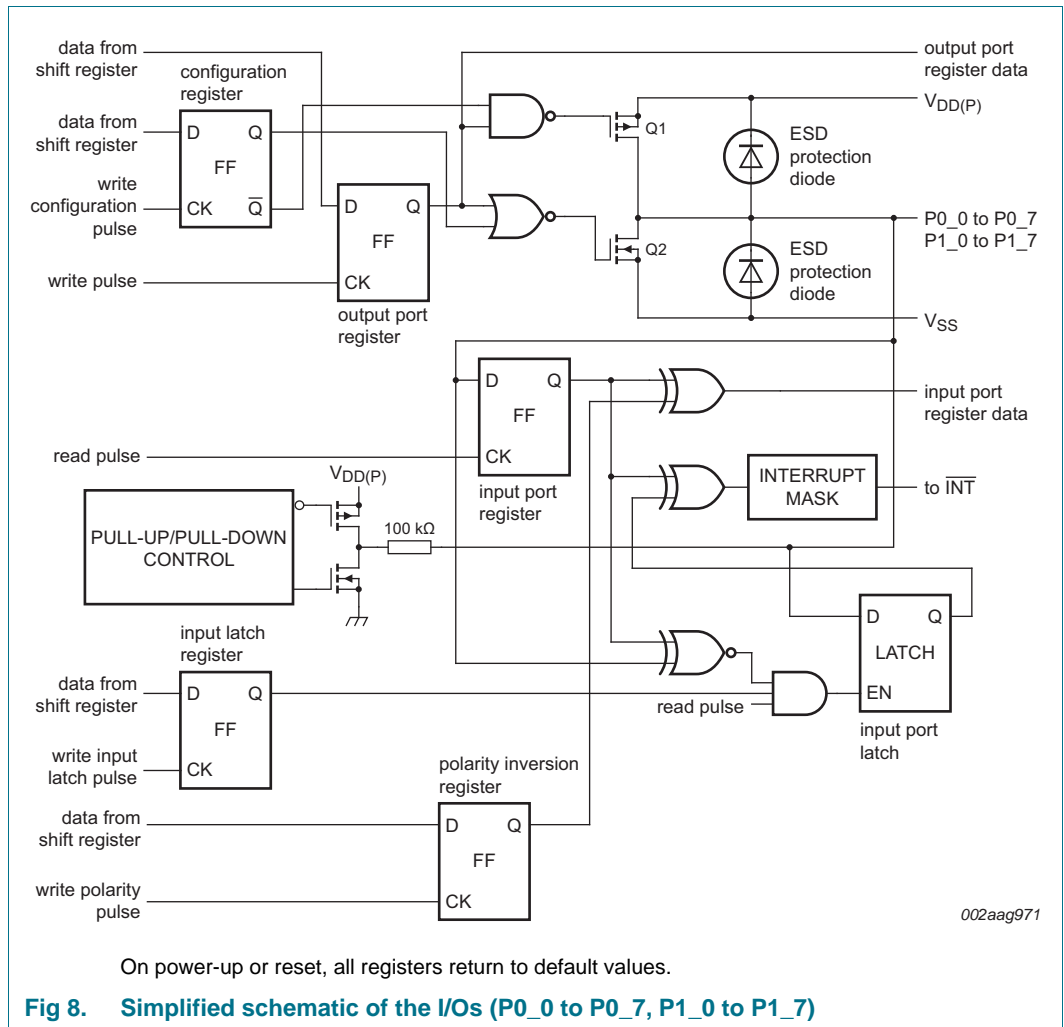 data from
shift register
configuration
register
output port
register data
data from
shift register
D
Q
FF
write
configuration
pulse
CK
Q̅
D
Q
FF
write pulse
CK
output port
register
Q1
Q2
V_DD(P)
ESD
protection
diode
P0_0 to P0_7
P1_0 to P1_7
ESD
protection
diode
V_SS
D
Q
FF
read pulse
CK
input port
register
input port
register data
INTERRUPT
MASK
to I̅N̅T̅
V_DD(P)
PULL-UP/PULL-DOWN
CONTROL
100 kΩ
input latch
register
data from
shift register
D
Q
FF
write input
latch pulse
CK
read pulse
D
Q
LATCH
EN
input port
latch
polarity inversion
register
data from
shift register
D
Q
FF
write polarity
pulse
CK
002aag971
On power-up or reset, all registers return to default values.
Fig 8. Simplified schematic of the I/Os (P0_0 to P0_7, P1_0 to P1_7)